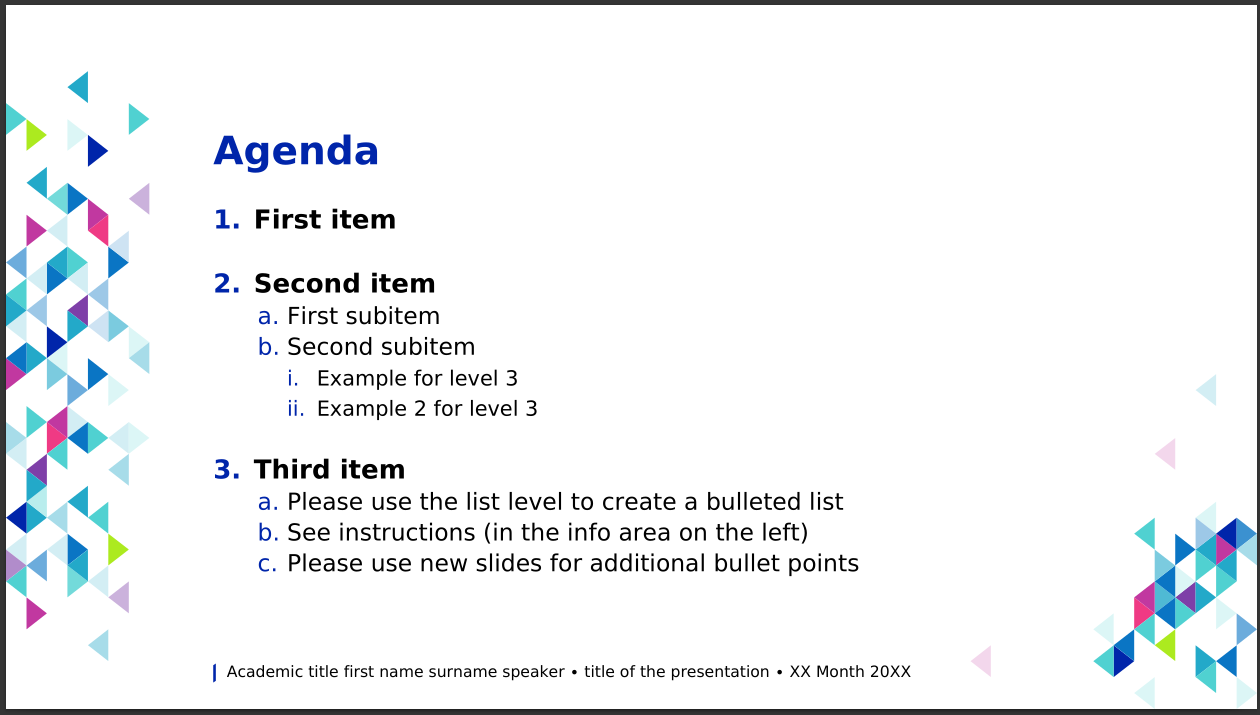 Agenda
1. First item
2. Second item
a. First subitem
b. Second subitem
i. Example for level 3
ii. Example 2 for level 3
3. Third item
a. Please use the list level to create a bulleted list
b. See instructions (in the info area on the left)
c. Please use new slides for additional bullet points
Academic title first name surname speaker • title of the presentation • XX Month 20XX